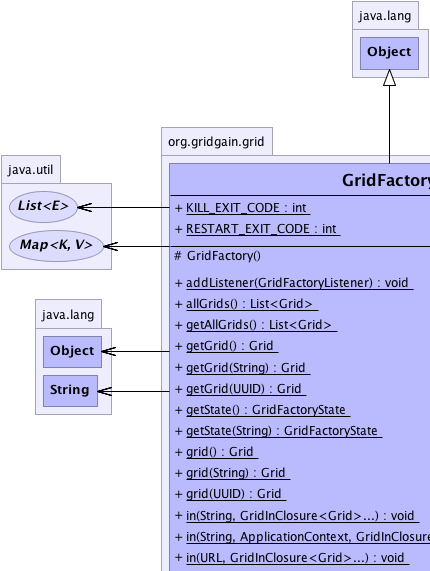 java.lang
Object
org.gridgain.grid
java.util
GridFactory
List<E>
+ KILL_EXIT_CODE : int
+ RESTART_EXIT_CODE : int
Map<K, V>
# GridFactory()
+ addListener(GridFactoryListener) : void
+ allGrids() : List<Grid>
java.lang
+ getAllGrids() : List<Grid>
+ getGrid() : Grid
Object
+ getGrid(String) : Grid
+ getGrid(UUID) : Grid
String
+ getState() : GridFactoryState
+ getState(String) : GridFactoryState
+ grid() : Grid
+ grid(String) : Grid
+ grid(UUID) : Grid
+ in(String, GridInClosure<Grid>...) : void
+ in(String, ApplicationContext, GridInClosure
+ in(URL, GridInClosure<Grid>...) : void